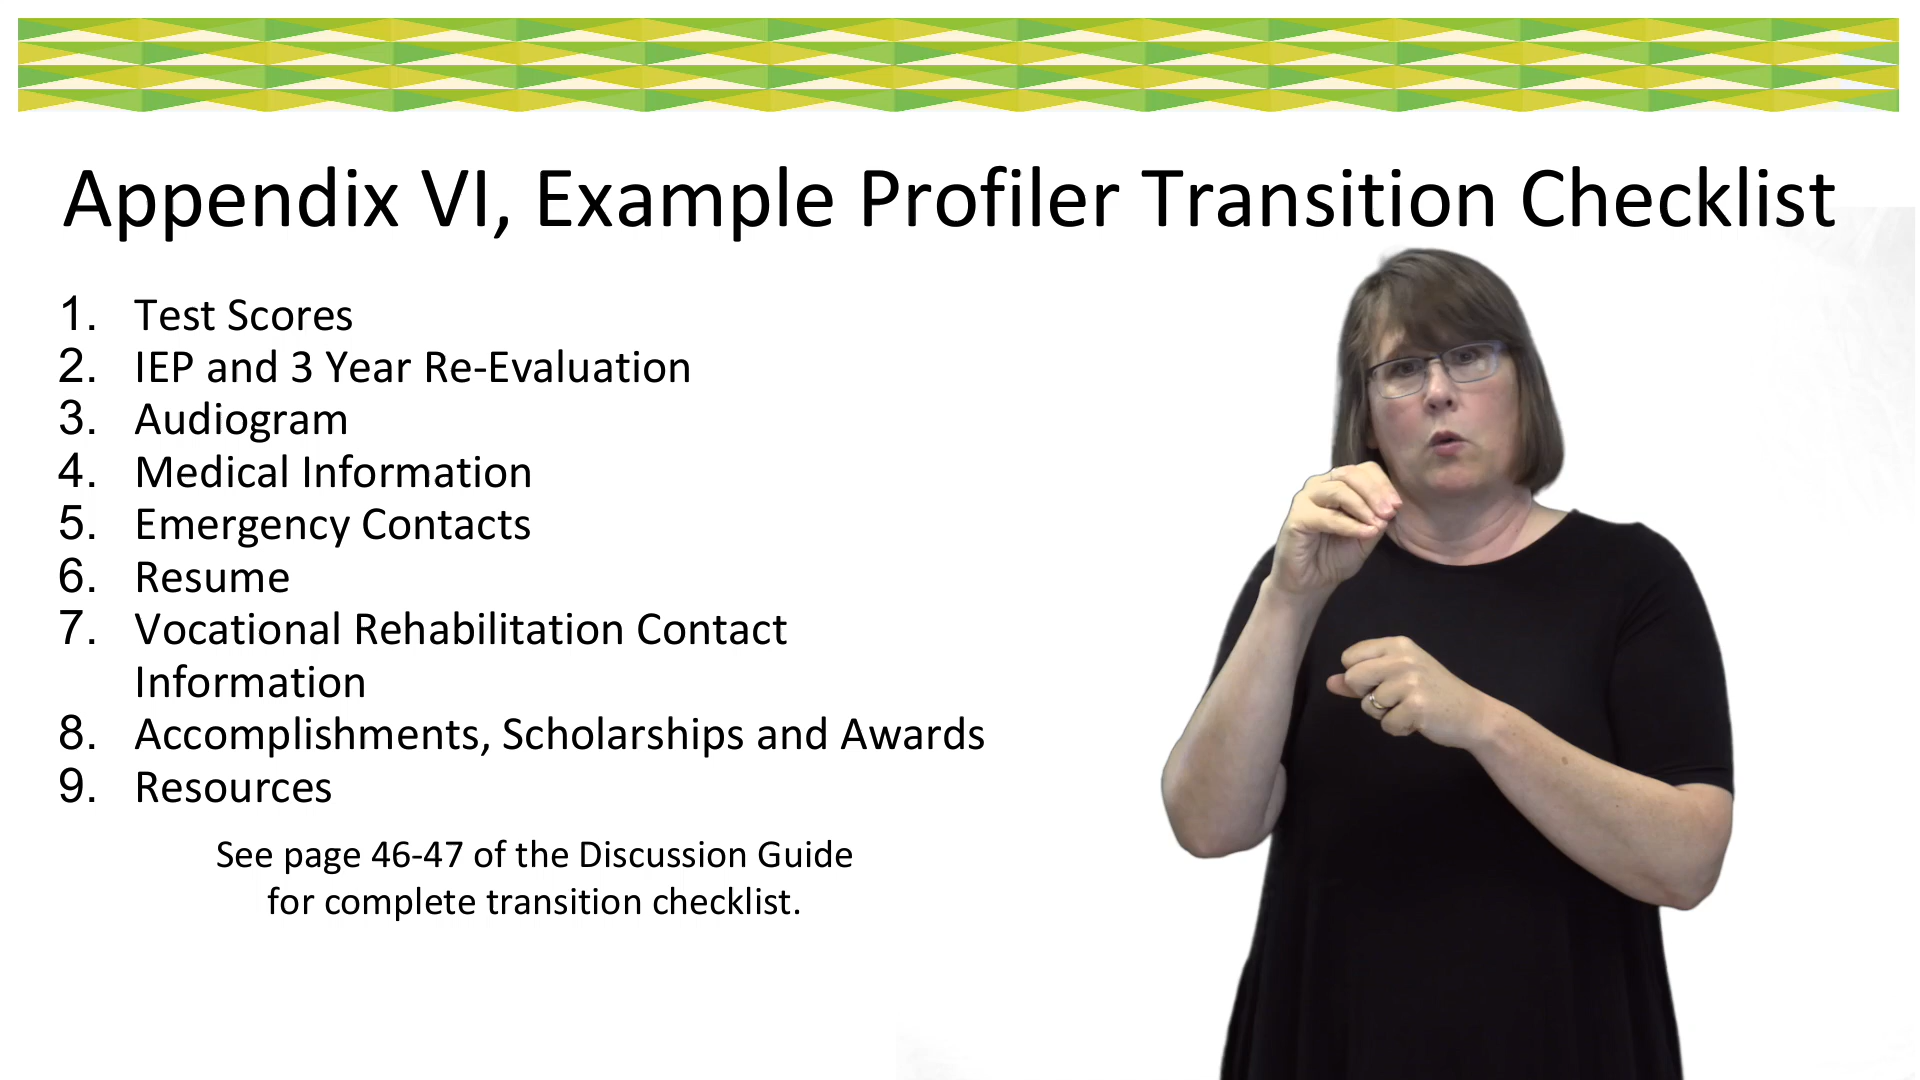 Appendix VI, Example Profiler Transition Checklist
1. Test Scores
2. IEP and 3 Year Re-Evaluation
3. Audiogram
4. Medical Information
5. Emergency Contacts
6. Resume
7. Vocational Rehabilitation Contact
Information
8. Accomplishments, Scholarships and Awards
9. Resources
See page 46-47 of the Discussion Guide
for complete transition checklist.